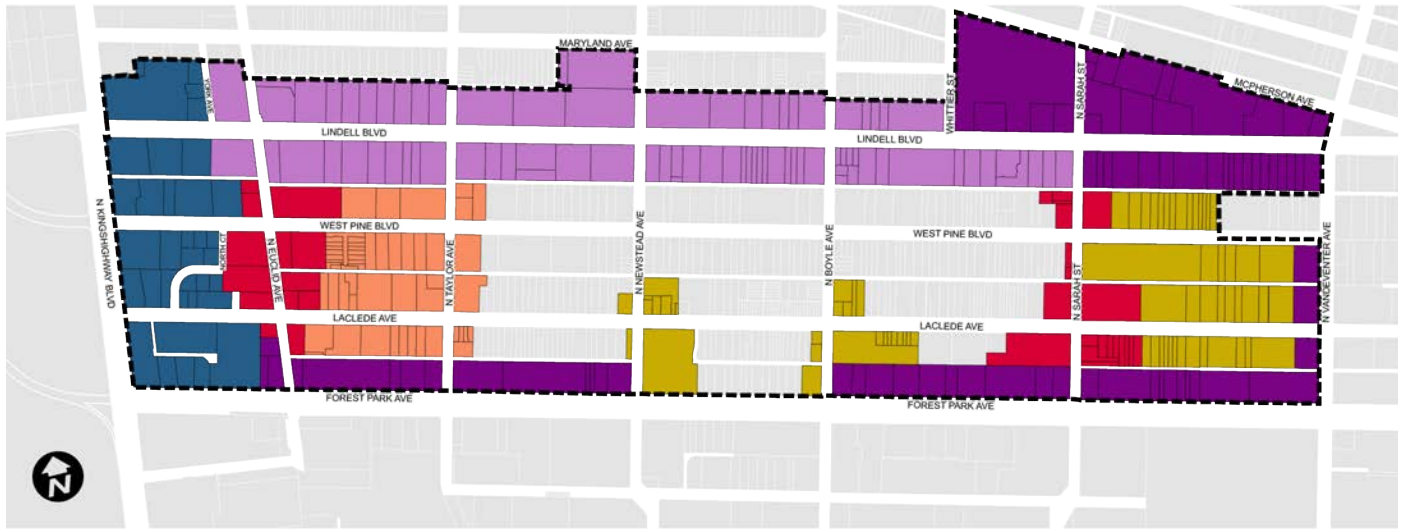 MARYLAND AVE
YORK AVE
WHITTIER ST
N SARAH ST
MCPHERSON AVE
LINDELL BLVD
LINDELL BLVD
N KINGSHIGHWAY BLVD
WEST PINE BLVD
WEST PINE BLVD
NORTH CT
N EUCLID AVE
N TAYLOR AVE
N NEWSTEAD AVE
N BOYLE AVE
N SARAH ST
N VANDEVENTER AVE
LACLEDE AVE
LACLEDE AVE
FOREST PARK AVE
FOREST PARK AVE
N